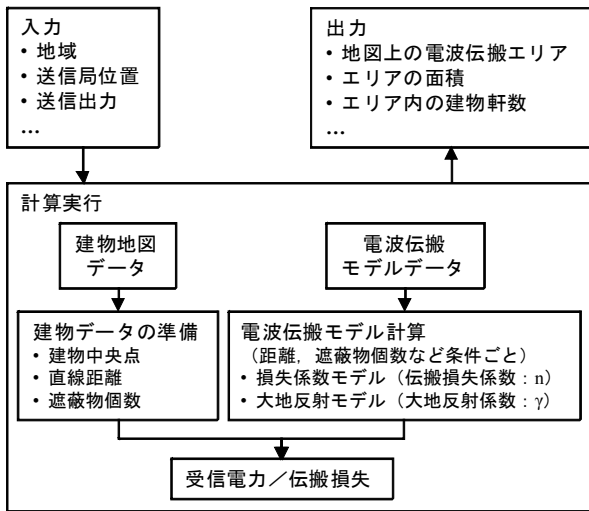 入力
• 地域
• 送信局位置
• 送信出力
…
出力
• 地図上の電波伝搬エリア
• エリアの面積
• エリア内の建物軒数
…
計算実行
建物地図
データ
電波伝搬
モデルデータ
建物データの準備
• 建物中央点
• 直線距離
• 遮蔽物個数
電波伝搬モデル計算
（距離，遮蔽物個数など条件ごと）
• 損失係数モデル（伝搬損失係数：n）
• 大地反射モデル（大地反射係数：γ）
受信電力／伝搬損失